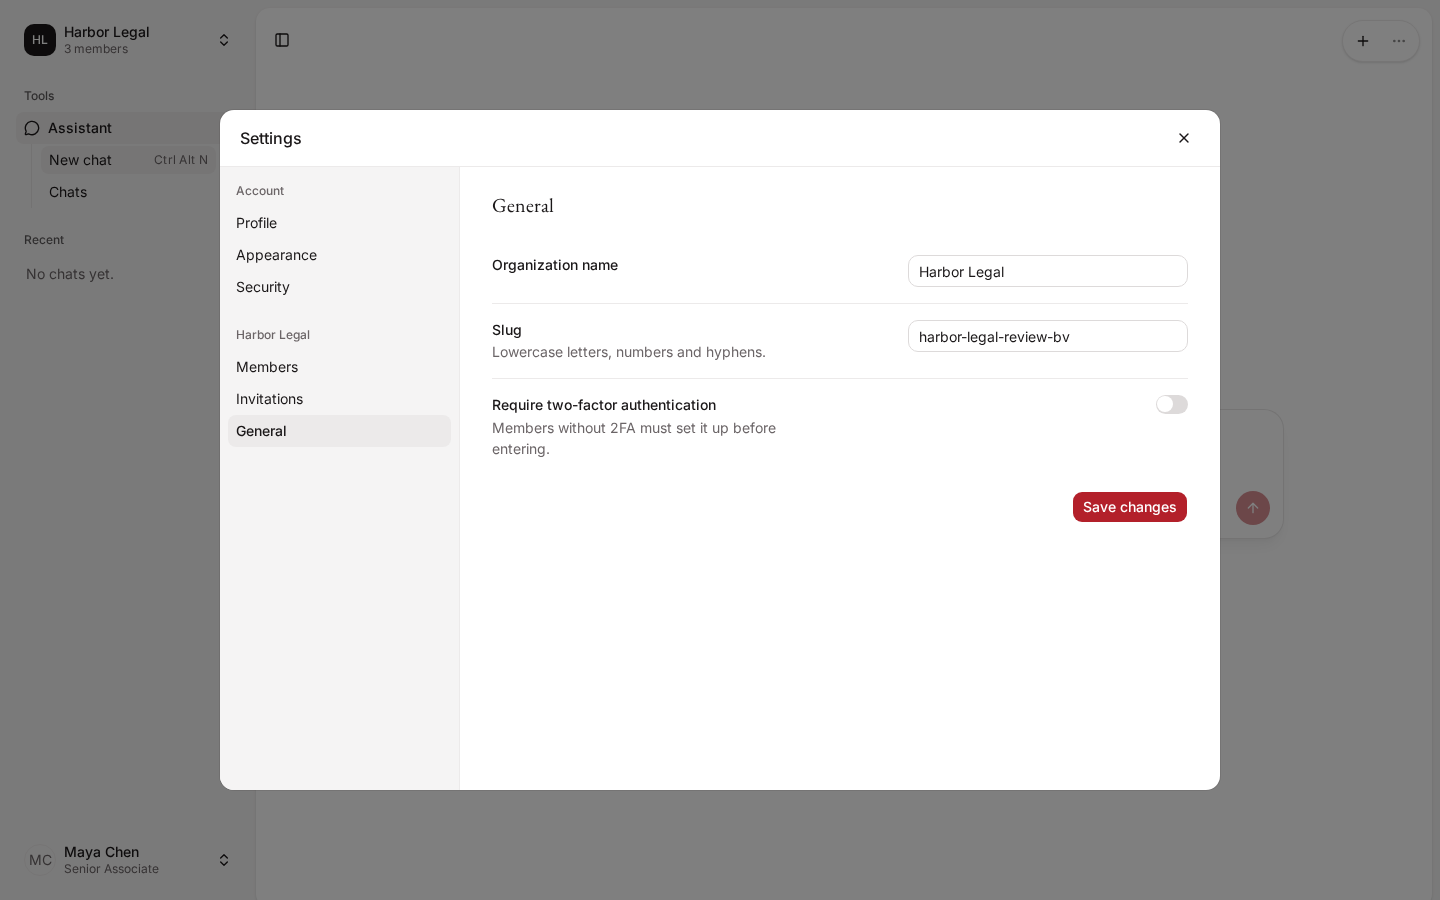 HL
Harbor Legal
3 members
Tools
Assistant
New chat
Ctrl Alt N
Chats
Recent
No chats yet.
MC
Maya Chen
Senior Associate
Settings
Account
Profile
Appearance
Security
Harbor Legal
Members
Invitations
General
General
Organization name
Harbor Legal
Slug
Lowercase letters, numbers and hyphens.
harbor-legal-review-bv
Require two-factor authentication
Members without 2FA must set it up before
entering.
Save changes